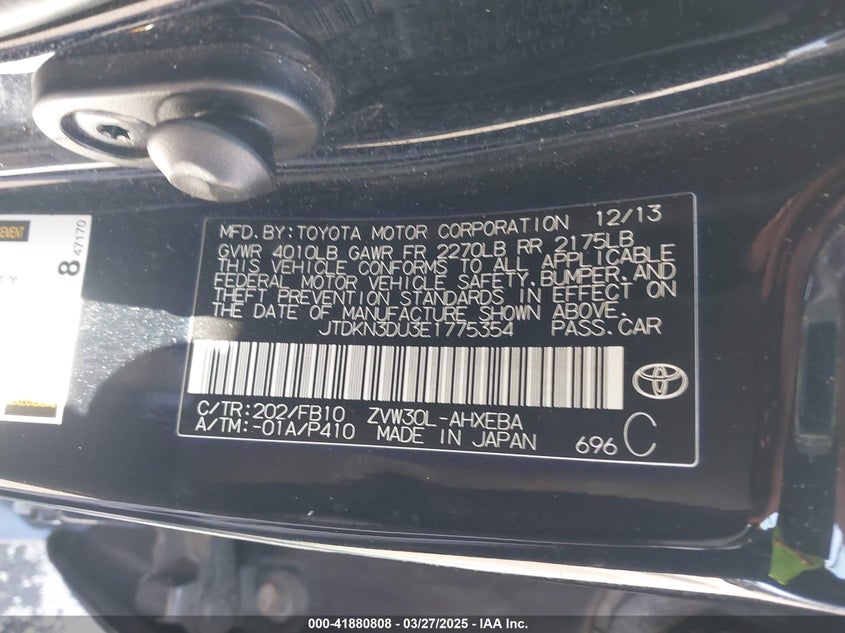 MFD. BY: TOYOTA MOTOR CORPORATION 12/13
GVWR 4010LB GAWR FR 2270LB RR 2175LB
THIS VEHICLE CONFORMS TO ALL APPLICABLE
FEDERAL MOTOR VEHICLE SAFETY, BUMPER, AND
THEFT PREVENTION STANDARDS IN EFFECT ON
THE DATE OF MANUFACTURE SHOWN ABOVE.
JTDKN3DU3E1775354 PASS. CAR
C/TR: 202/FB10 ZVW30L-AHXEBA
A/TM: -01A/P410 MADE IN JAPAN 696 C
8 47170
000-41880808 — 03/27/2025 — IAA Inc.